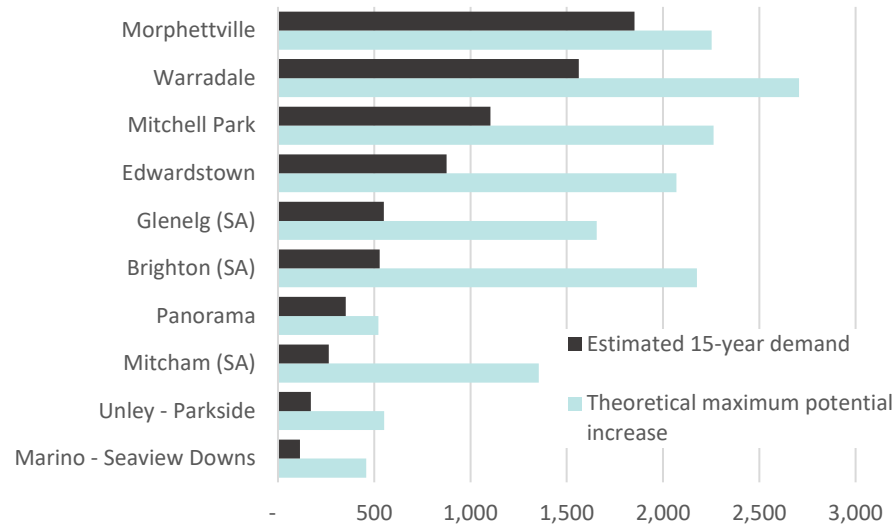 Morphettville
Warradale
Mitchell Park
Edwardstown
Glenelg (SA)
Brighton (SA)
Panorama
Mitcham (SA)
Unley - Parkside
Marino - Seaview Downs
Estimated 15-year demand
Theoretical maximum potential
increase
- 500 1,000 1,500 2,000 2,500 3,000